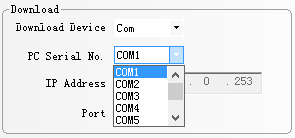 Download
Download Device Com
PC Serial No. COM1
COM1
IP Address . 0 .253
COM2
COM3
Port
COM4
COM5